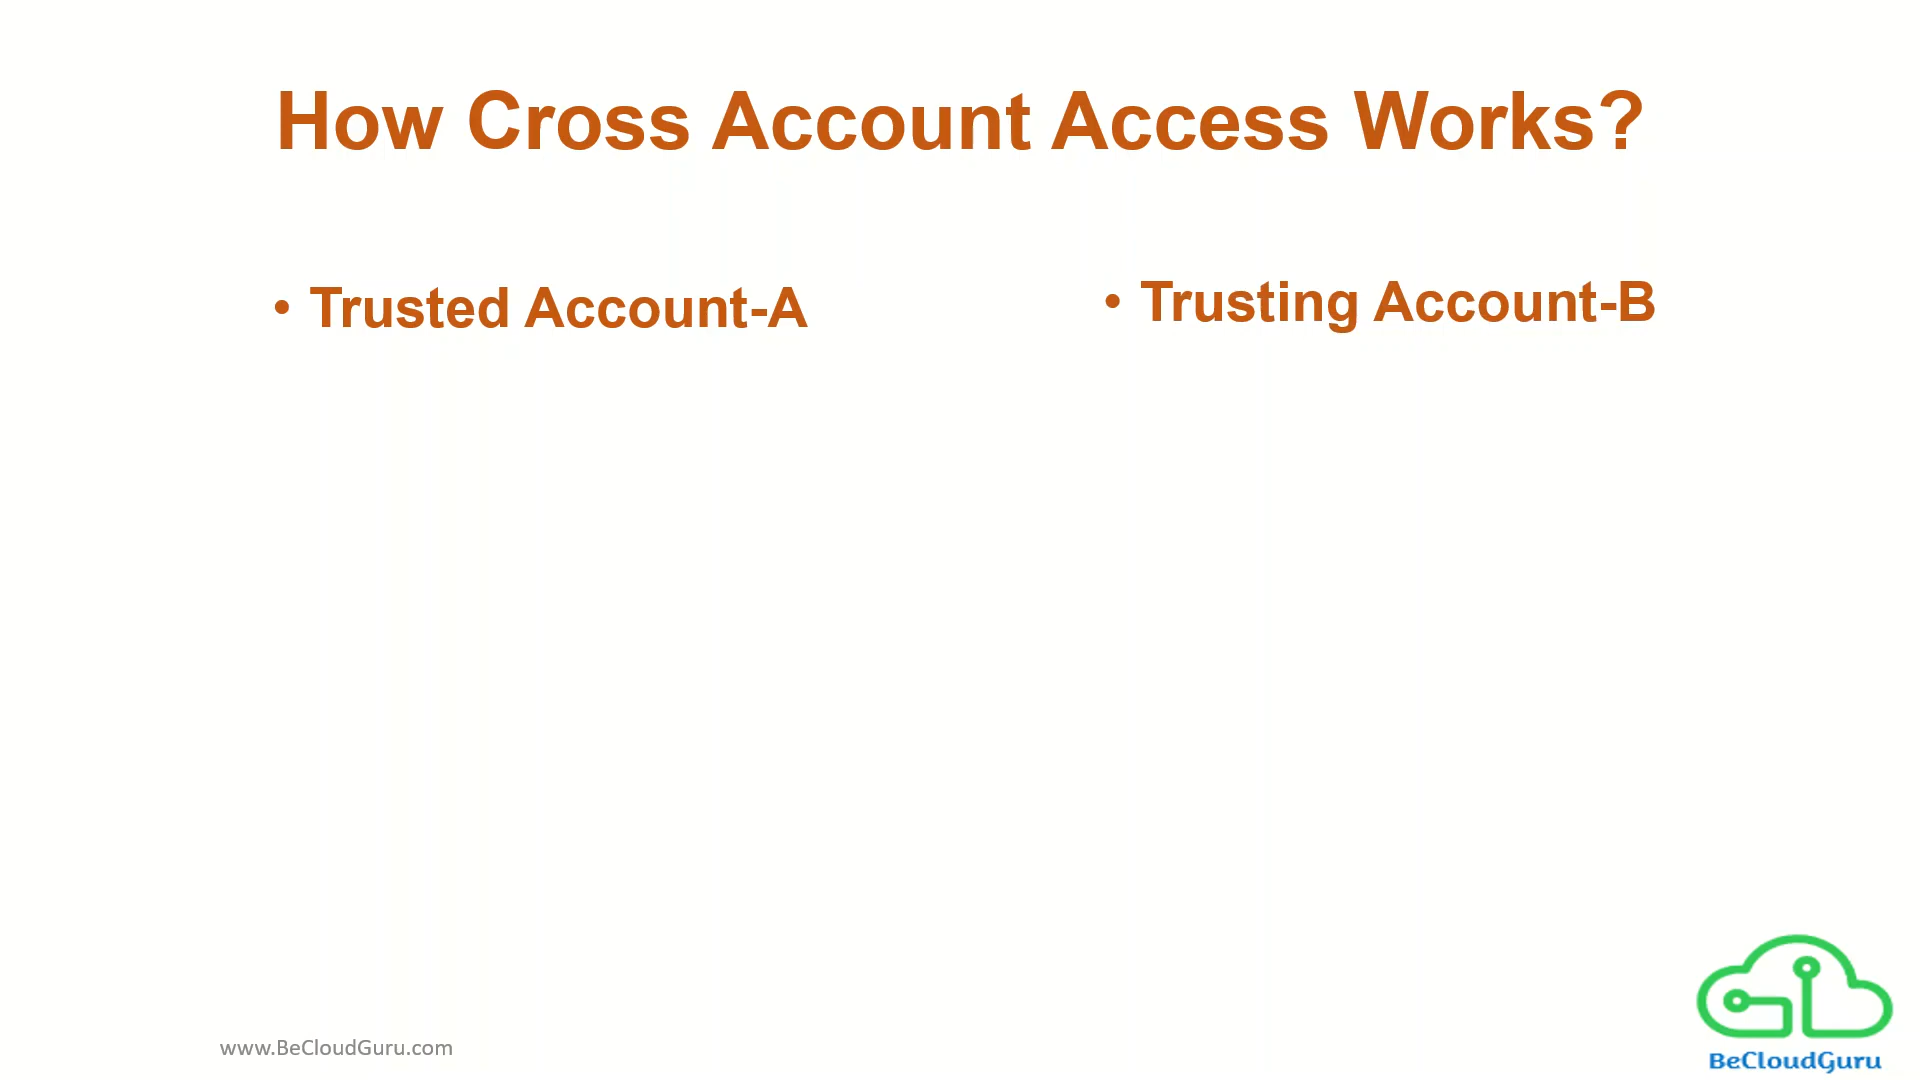 How Cross Account Access Works?
• Trusted Account-A
• Trusting Account-B
www.BeCloudGuru.com
BeCloudGuru